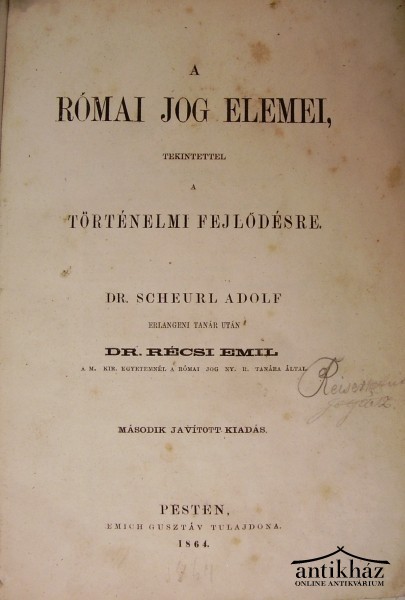 A
RÓMAI JOG ELEMEI,
TEKINTETTEL
A
TÖRTÉNELMI FEJLŐDÉSRE.
DR. SCHEURL ADOLF
ERLANGENI TANÁR UTÁN
DR. RÉCSI EMIL
A M. KIR. EGYETEMNÉL A RÓMAI JOG NY. R. TANÁRA ÁLTAL.
MÁSODIK JAVÍTOTT KIADÁS.
PESTEN,
EMICH GUSZTÁV TULAJDONA.
1864.
1864
antikház
ONLINE ANTIKVÁRIUM